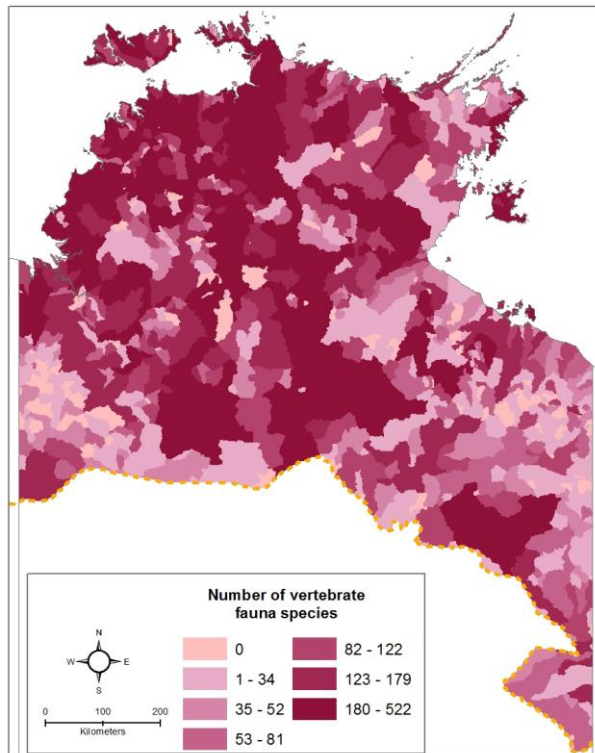 Number of vertebrate
fauna species
N
W E
S
0 100 200
Kilometers
0
1 - 34
35 - 52
53 - 81
82 - 122
123 - 179
180 - 522